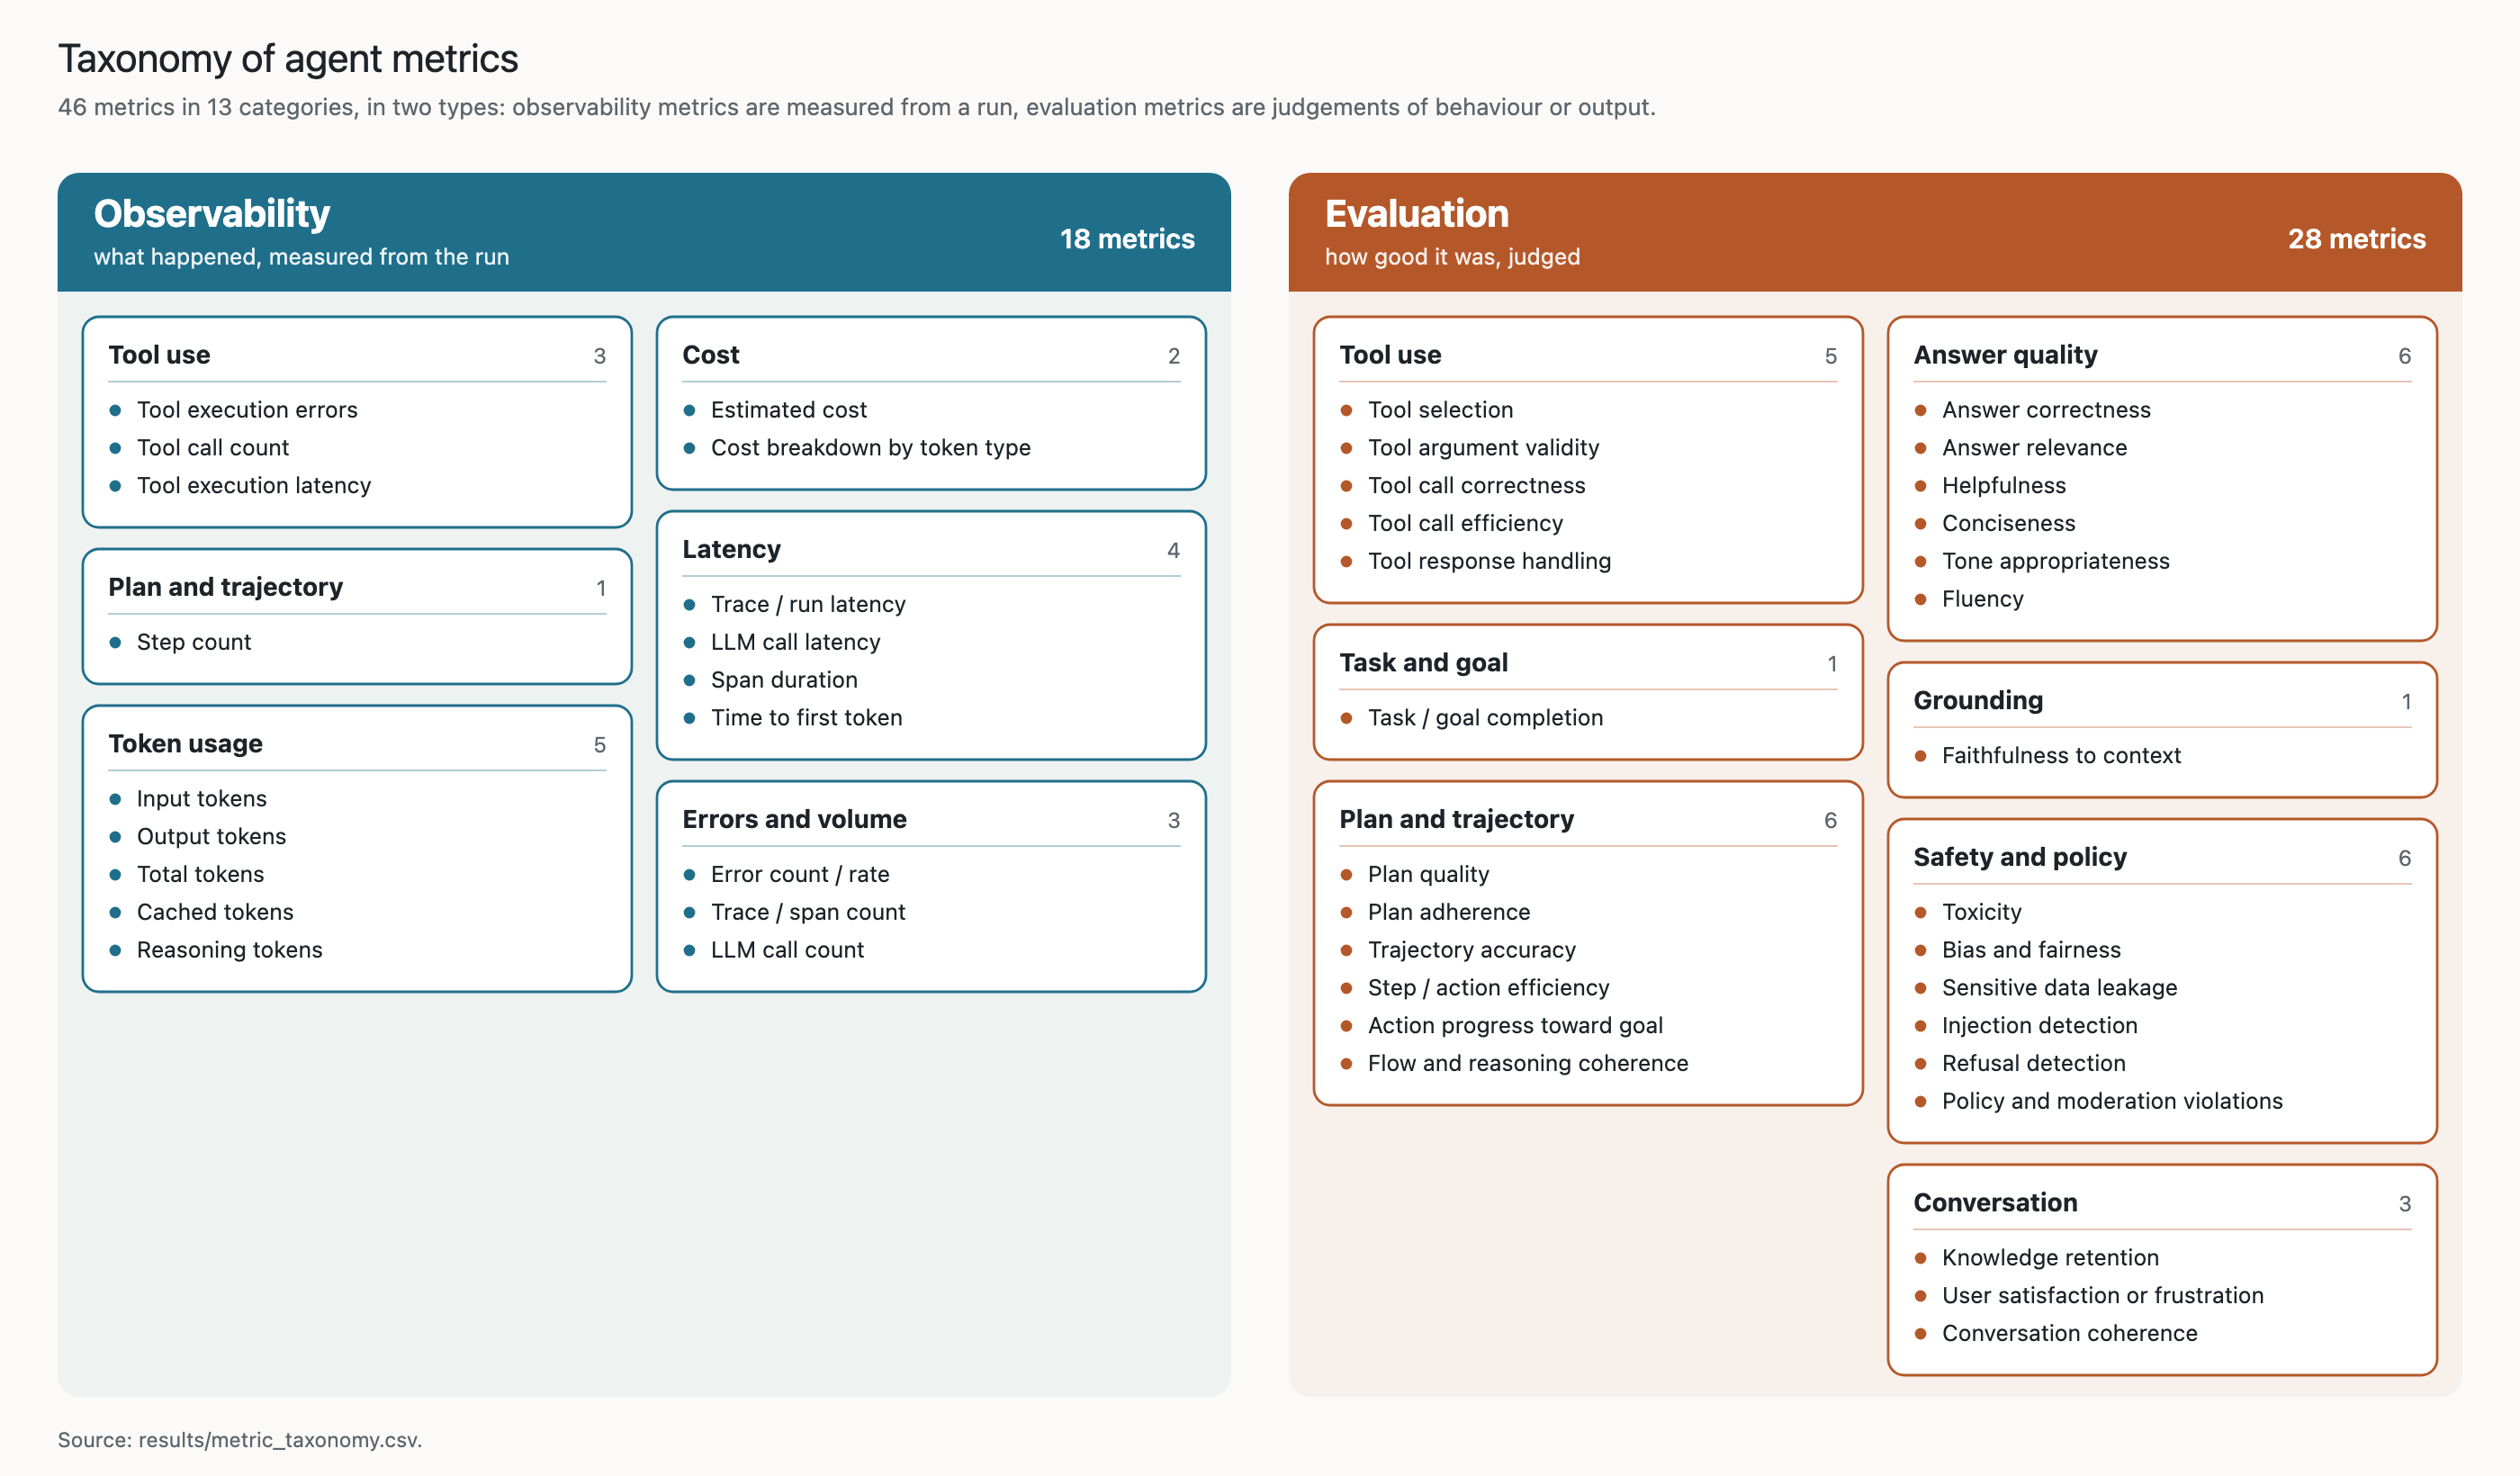 Taxonomy of agent metrics
46 metrics in 13 categories, in two types: observability metrics are measured from a run, evaluation metrics are judgements of behaviour or output.
Observability
what happened, measured from the run
18 metrics
Tool use 3
Tool execution errors
Tool call count
Tool execution latency
Plan and trajectory 1
Step count
Token usage 5
Input tokens
Output tokens
Total tokens
Cached tokens
Reasoning tokens
Cost 2
Estimated cost
Cost breakdown by token type
Latency 4
Trace / run latency
LLM call latency
Span duration
Time to first token
Errors and volume 3
Error count / rate
Trace / span count
LLM call count
Evaluation
how good it was, judged
28 metrics
Tool use 5
Tool selection
Tool argument validity
Tool call correctness
Tool call efficiency
Tool response handling
Task and goal 1
Task / goal completion
Plan and trajectory 6
Plan quality
Plan adherence
Trajectory accuracy
Step / action efficiency
Action progress toward goal
Flow and reasoning coherence
Answer quality 6
Answer correctness
Answer relevance
Helpfulness
Conciseness
Tone appropriateness
Fluency
Grounding 1
Faithfulness to context
Safety and policy 6
Toxicity
Bias and fairness
Sensitive data leakage
Injection detection
Refusal detection
Policy and moderation violations
Conversation 3
Knowledge retention
User satisfaction or frustration
Conversation coherence
Source: results/metric_taxonomy.csv.